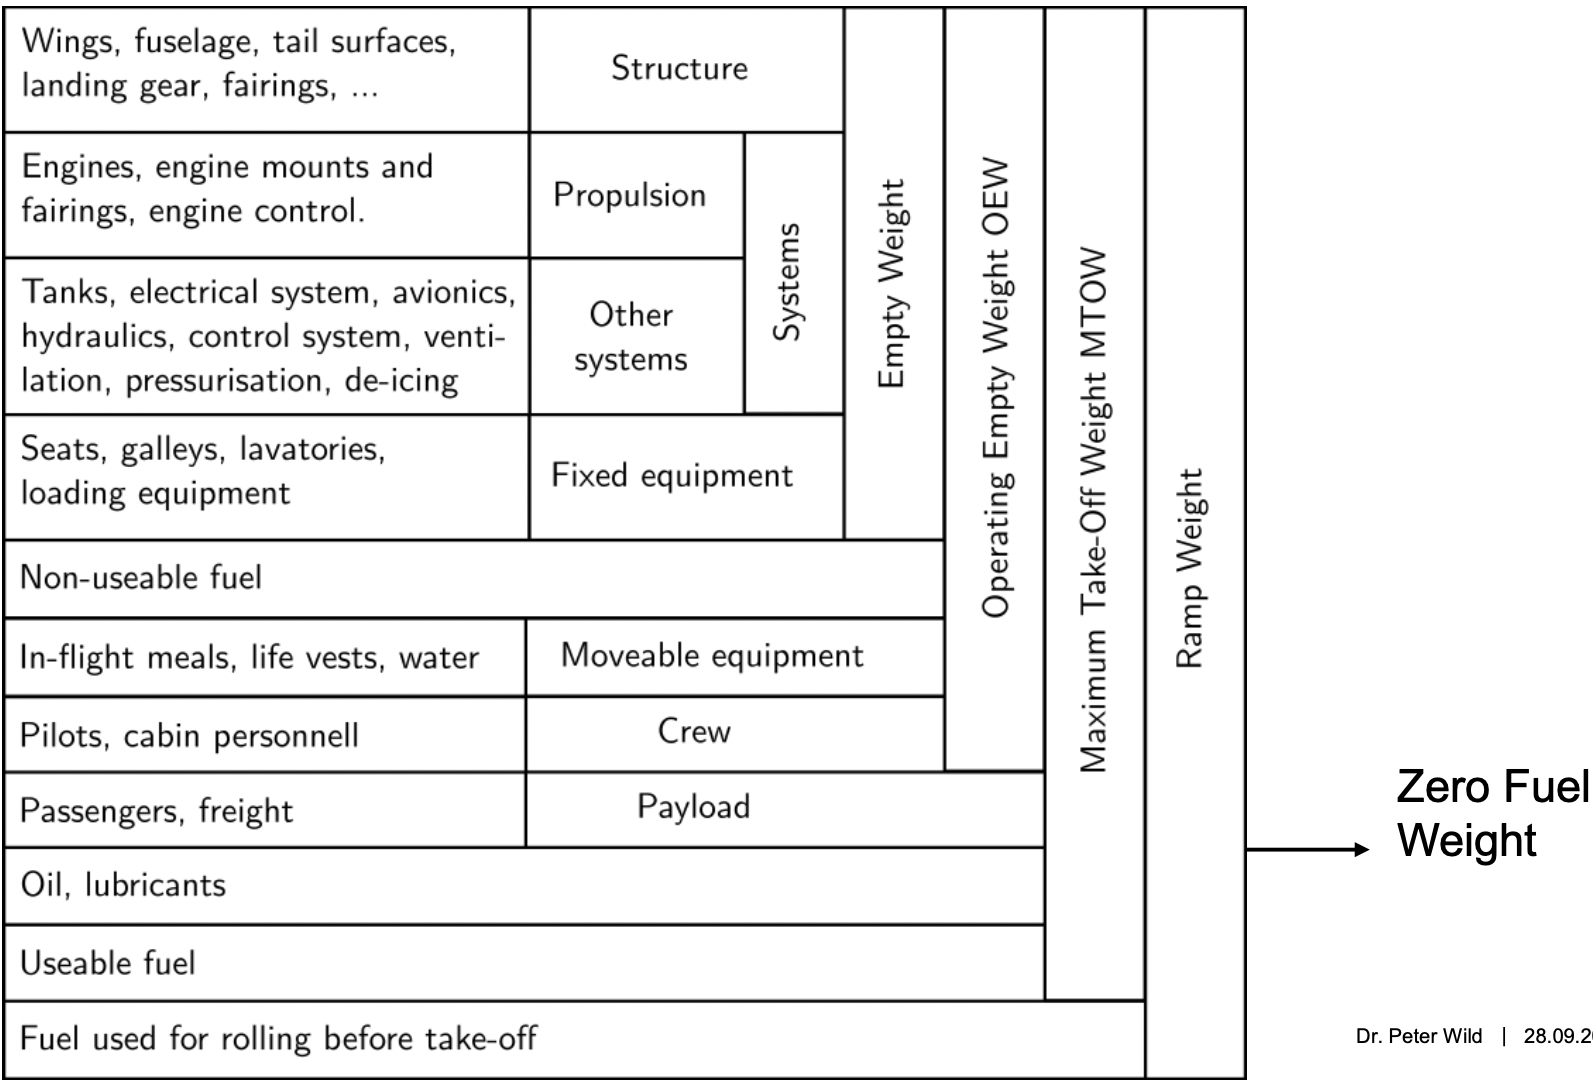 Wings, fuselage, tail surfaces,
landing gear, fairings, ...
Structure
Engines, engine mounts and
fairings, engine control.
Propulsion
Tanks, electrical system, avionics,
hydraulics, control system, venti-
lation, pressurisation, de-icing
Other
systems
Systems
Seats, galleys, lavatories,
loading equipment
Fixed equipment
Empty Weight
Non-useable fuel
In-flight meals, life vests, water
Moveable equipment
Pilots, cabin personnell
Crew
Operating Empty Weight OEW
Passengers, freight
Payload
Oil, lubricants
Useable fuel
Maximum Take-Off Weight MTOW
Fuel used for rolling before take-off
Ramp Weight
Zero Fuel
Weight
Dr. Peter Wild | 28.09.2